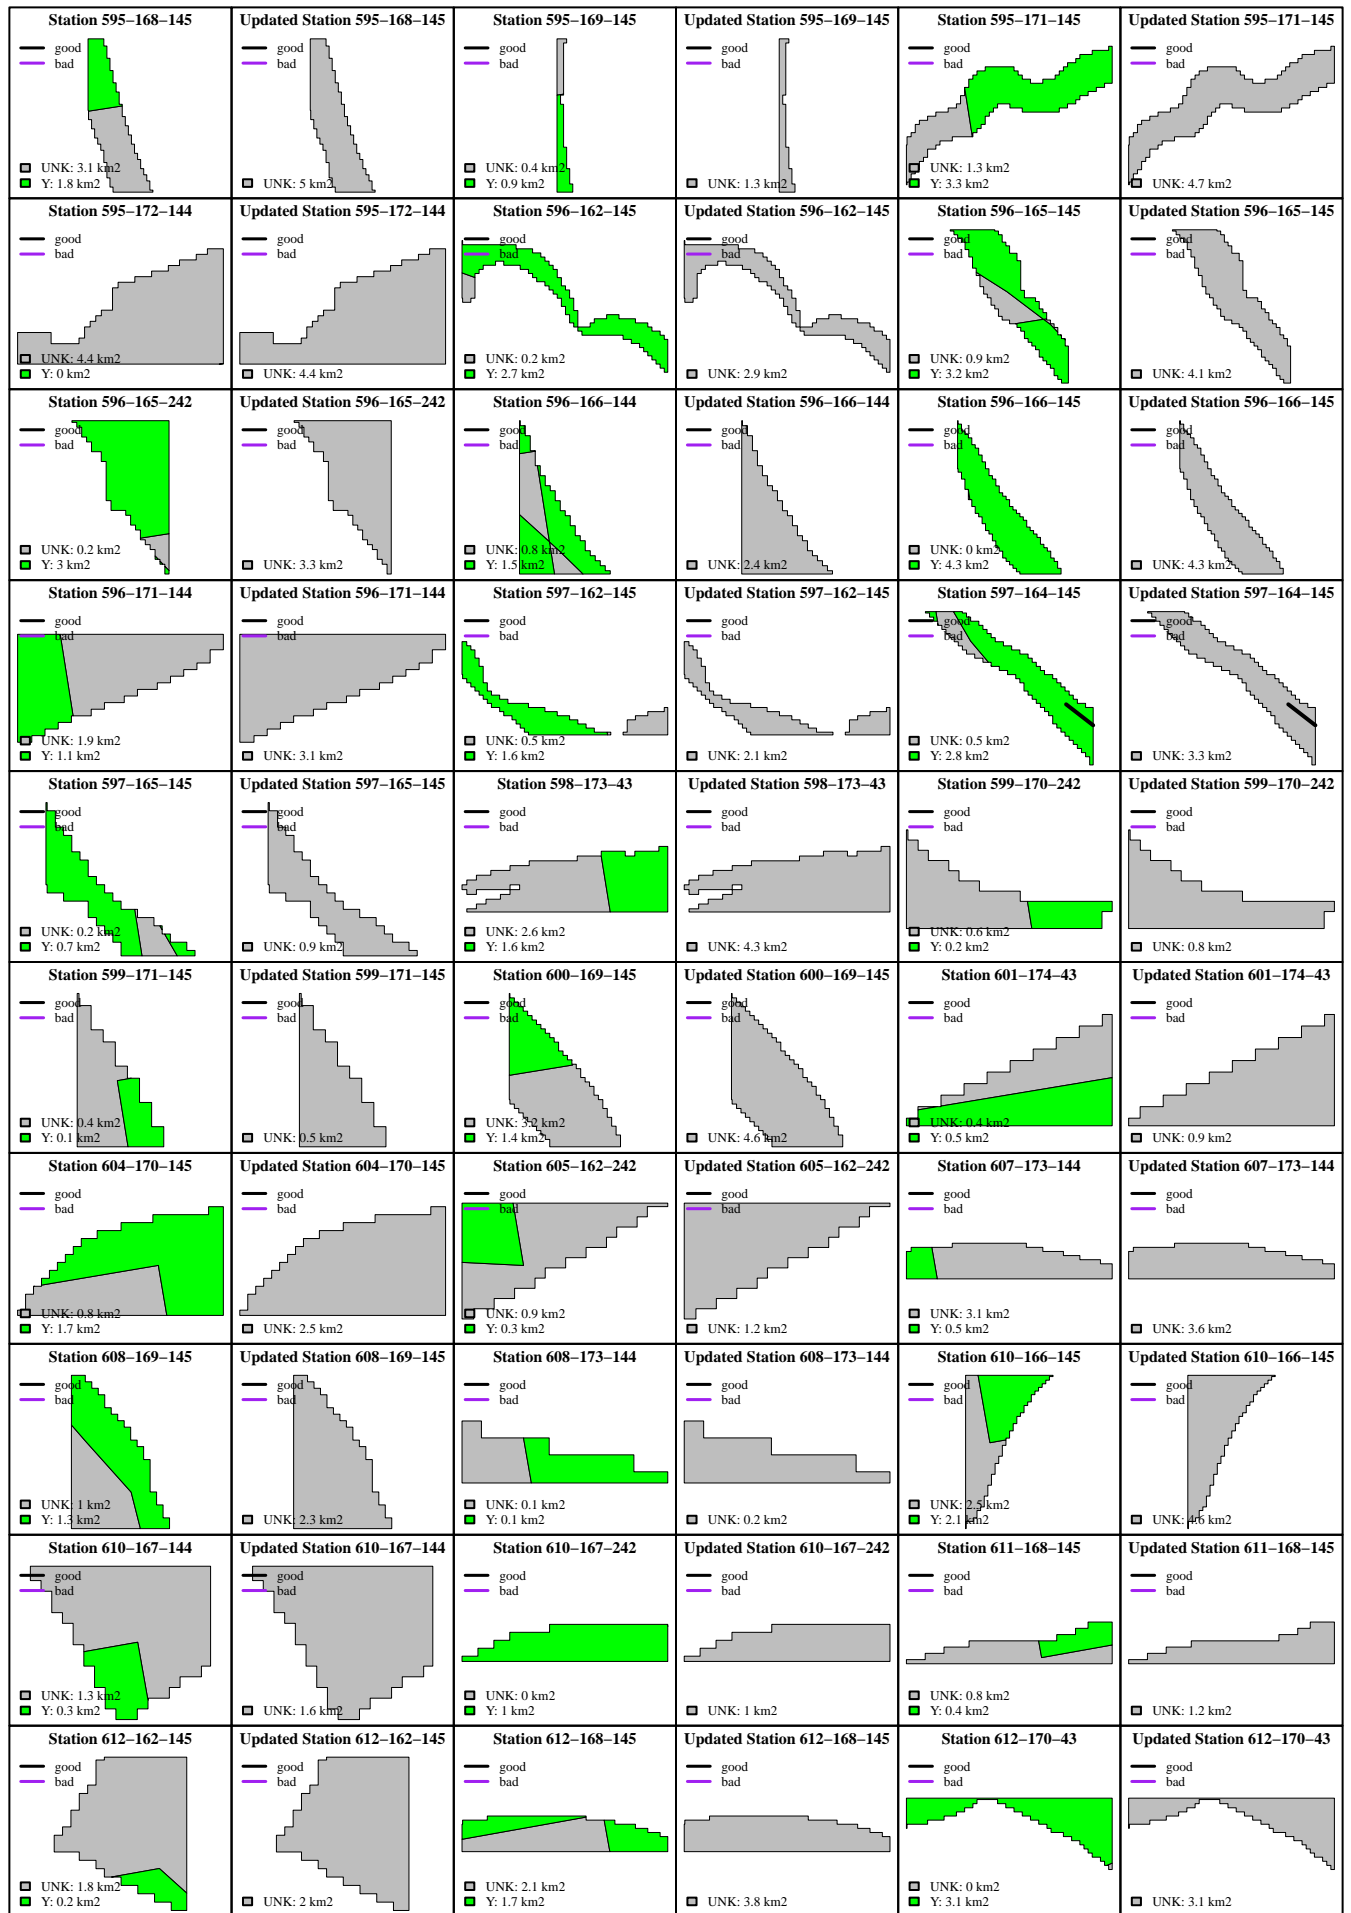 Station 595−168−145
good
bad
UNK: 3.1 km2
Y: 1.8 km2
Updated Station 595−168−145
good
bad
UNK: 5 km2
Station 595−169−145
good
bad
UNK: 0.4 km2
Y: 0.9 km2
Updated Station 595−169−145
good
bad
UNK: 1.3 km2
Station 595−171−145
good
bad
UNK: 1.3 km2
Y: 3.3 km2
Updated Station 595−171−145
good
bad
UNK: 4.7 km2
Station 595−172−144
good
bad
UNK: 4.4 km2
Y: 0 km2
Updated Station 595−172−144
good
bad
UNK: 4.4 km2
Station 596−162−145
good
bad
UNK: 0.2 km2
Y: 2.7 km2
Updated Station 596−162−145
good
bad
UNK: 2.9 km2
Station 596−165−145
good
bad
UNK: 0.9 km2
Y: 3.2 km2
Updated Station 596−165−145
good
bad
UNK: 4.1 km2
Station 596−165−242
good
bad
UNK: 0.2 km2
Y: 3 km2
Updated Station 596−165−242
good
bad
UNK: 3.3 km2
Station 596−166−144
good
bad
UNK: 0.8 km2
Y: 1.5 km2
Updated Station 596−166−144
good
bad
UNK: 2.4 km2
Station 596−166−145
good
bad
UNK: 0 km2
Y: 4.3 km2
Updated Station 596−166−145
good
bad
UNK: 4.3 km2
Station 596−171−144
good
bad
UNK: 1.9 km2
Y: 1.1 km2
Updated Station 596−171−144
good
bad
UNK: 3.1 km2
Station 597−162−145
good
bad
UNK: 0.5 km2
Y: 1.6 km2
Updated Station 597−162−145
good
bad
UNK: 2.1 km2
Station 597−164−145
good
bad
UNK: 0.5 km2
Y: 2.8 km2
Updated Station 597−164−145
good
bad
UNK: 3.3 km2
Station 597−165−145
good
bad
UNK: 0.2 km2
Y: 0.7 km2
Updated Station 597−165−145
good
bad
UNK: 0.9 km2
Station 598−173−43
good
bad
UNK: 2.6 km2
Y: 1.6 km2
Updated Station 598−173−43
good
bad
UNK: 4.3 km2
Station 599−170−242
good
bad
UNK: 0.6 km2
Y: 0.2 km2
Updated Station 599−170−242
good
bad
UNK: 0.8 km2
Station 599−171−145
good
bad
UNK: 0.4 km2
Y: 0.1 km2
Updated Station 599−171−145
good
bad
UNK: 0.5 km2
Station 600−169−145
good
bad
UNK: 3.2 km2
Y: 1.4 km2
Updated Station 600−169−145
good
bad
UNK: 4.6 km2
Station 601−174−43
good
bad
UNK: 0.4 km2
Y: 0.5 km2
Updated Station 601−174−43
good
bad
UNK: 0.9 km2
Station 604−170−145
good
bad
UNK: 0.8 km2
Y: 1.7 km2
Updated Station 604−170−145
good
bad
UNK: 2.5 km2
Station 605−162−242
good
bad
UNK: 0.9 km2
Y: 0.3 km2
Updated Station 605−162−242
good
bad
UNK: 1.2 km2
Station 607−173−144
good
bad
UNK: 3.1 km2
Y: 0.5 km2
Updated Station 607−173−144
good
bad
UNK: 3.6 km2
Station 608−169−145
good
bad
UNK: 1 km2
Y: 1.3 km2
Updated Station 608−169−145
good
bad
UNK: 2.3 km2
Station 608−173−144
good
bad
UNK: 0.1 km2
Y: 0.1 km2
Updated Station 608−173−144
good
bad
UNK: 0.2 km2
Station 610−166−145
good
bad
UNK: 2.5 km2
Y: 2.1 km2
Updated Station 610−166−145
good
bad
UNK: 4.6 km2
Station 610−167−144
good
bad
UNK: 1.3 km2
Y: 0.3 km2
Updated Station 610−167−144
good
bad
UNK: 1.6 km2
Station 610−167−242
good
bad
UNK: 0 km2
Y: 1 km2
Updated Station 610−167−242
good
bad
UNK: 1 km2
Station 611−168−145
good
bad
UNK: 0.8 km2
Y: 0.4 km2
Updated Station 611−168−145
good
bad
UNK: 1.2 km2
Station 612−162−145
good
bad
UNK: 1.8 km2
Y: 0.2 km2
Updated Station 612−162−145
good
bad
UNK: 2 km2
Station 612−168−145
good
bad
UNK: 2.1 km2
Y: 1.7 km2
Updated Station 612−168−145
good
bad
UNK: 3.8 km2
Station 612−170−43
good
bad
UNK: 0 km2
Y: 3.1 km2
Updated Station 612−170−43
good
bad
UNK: 3.1 km2